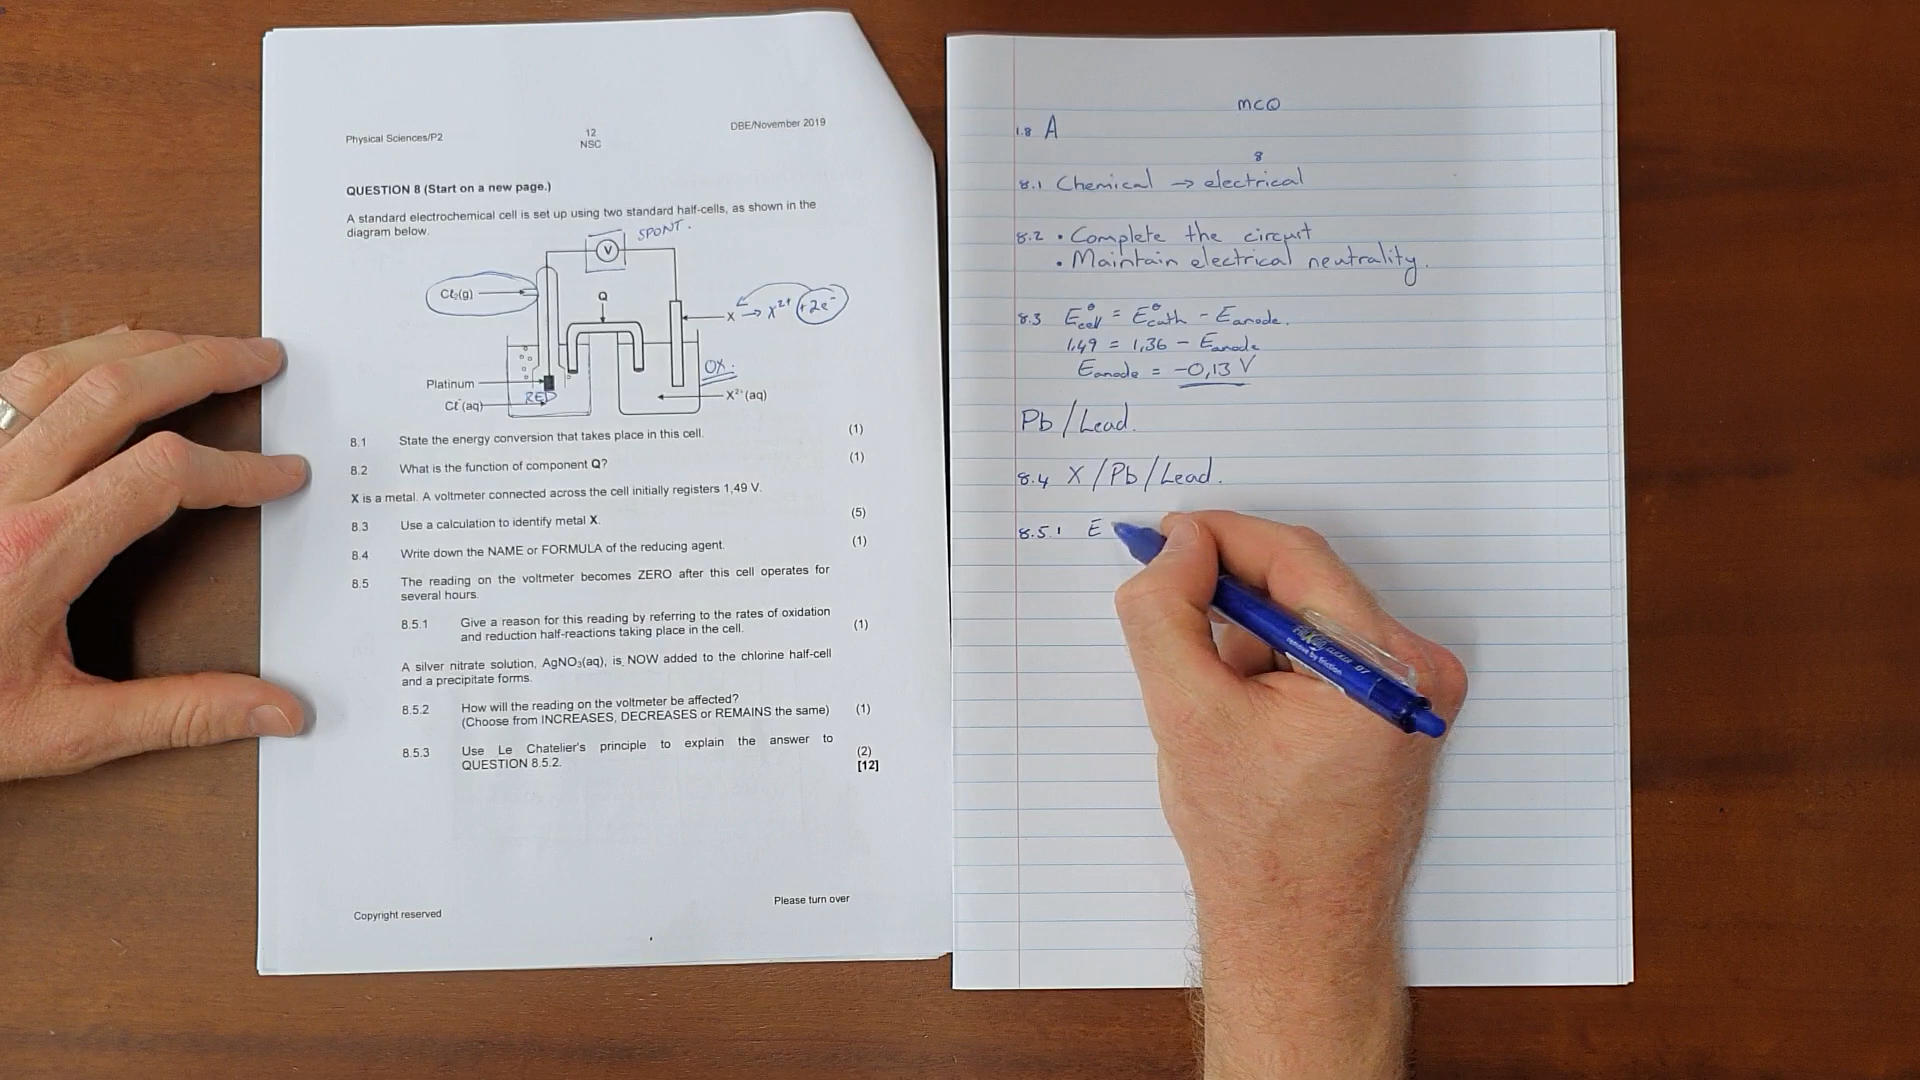 Physical Sciences/P2
12
NSC
DBE/November 2019
QUESTION 8 (Start on a new page.)
A standard electrochemical cell is set up using two standard half-cells, as shown in the
diagram below.
V
SPONT.
Cℓ₂(g)
Q
X → X²⁺ +2e⁻
OX.
Platinum
RED
Cℓ⁻(aq)
X²⁺(aq)
8.1 State the energy conversion that takes place in this cell. (1)
8.2 What is the function of component Q? (1)
X is a metal. A voltmeter connected across the cell initially registers 1,49 V.
8.3 Use a calculation to identify metal X. (5)
8.4 Write down the NAME or FORMULA of the reducing agent. (1)
8.5 The reading on the voltmeter becomes ZERO after this cell operates for
several hours.
8.5.1 Give a reason for this reading by referring to the rates of oxidation
and reduction half-reactions taking place in the cell. (1)
A silver nitrate solution, AgNO₃(aq), is NOW added to the chlorine half-cell
and a precipitate forms.
8.5.2 How will the reading on the voltmeter be affected?
(Choose from INCREASES, DECREASES or REMAINS the same) (1)
8.5.3 Use Le Chatelier's principle to explain the answer to
QUESTION 8.5.2. (2)
[12]
Please turn over
Copyright reserved
MCQ
1.8 A
8
8.1 Chemical → electrical
8.2 • Complete the circuit
• Maintain electrical neutrality.
8.3 E°cell = E°cath - Eanode.
1,49 = 1,36 - Eanode
Eanode = -0,13 V
Pb/Lead.
8.4 X/Pb/Lead.
8.5.1 E
FRiXion CLICKER 07
remove by friction